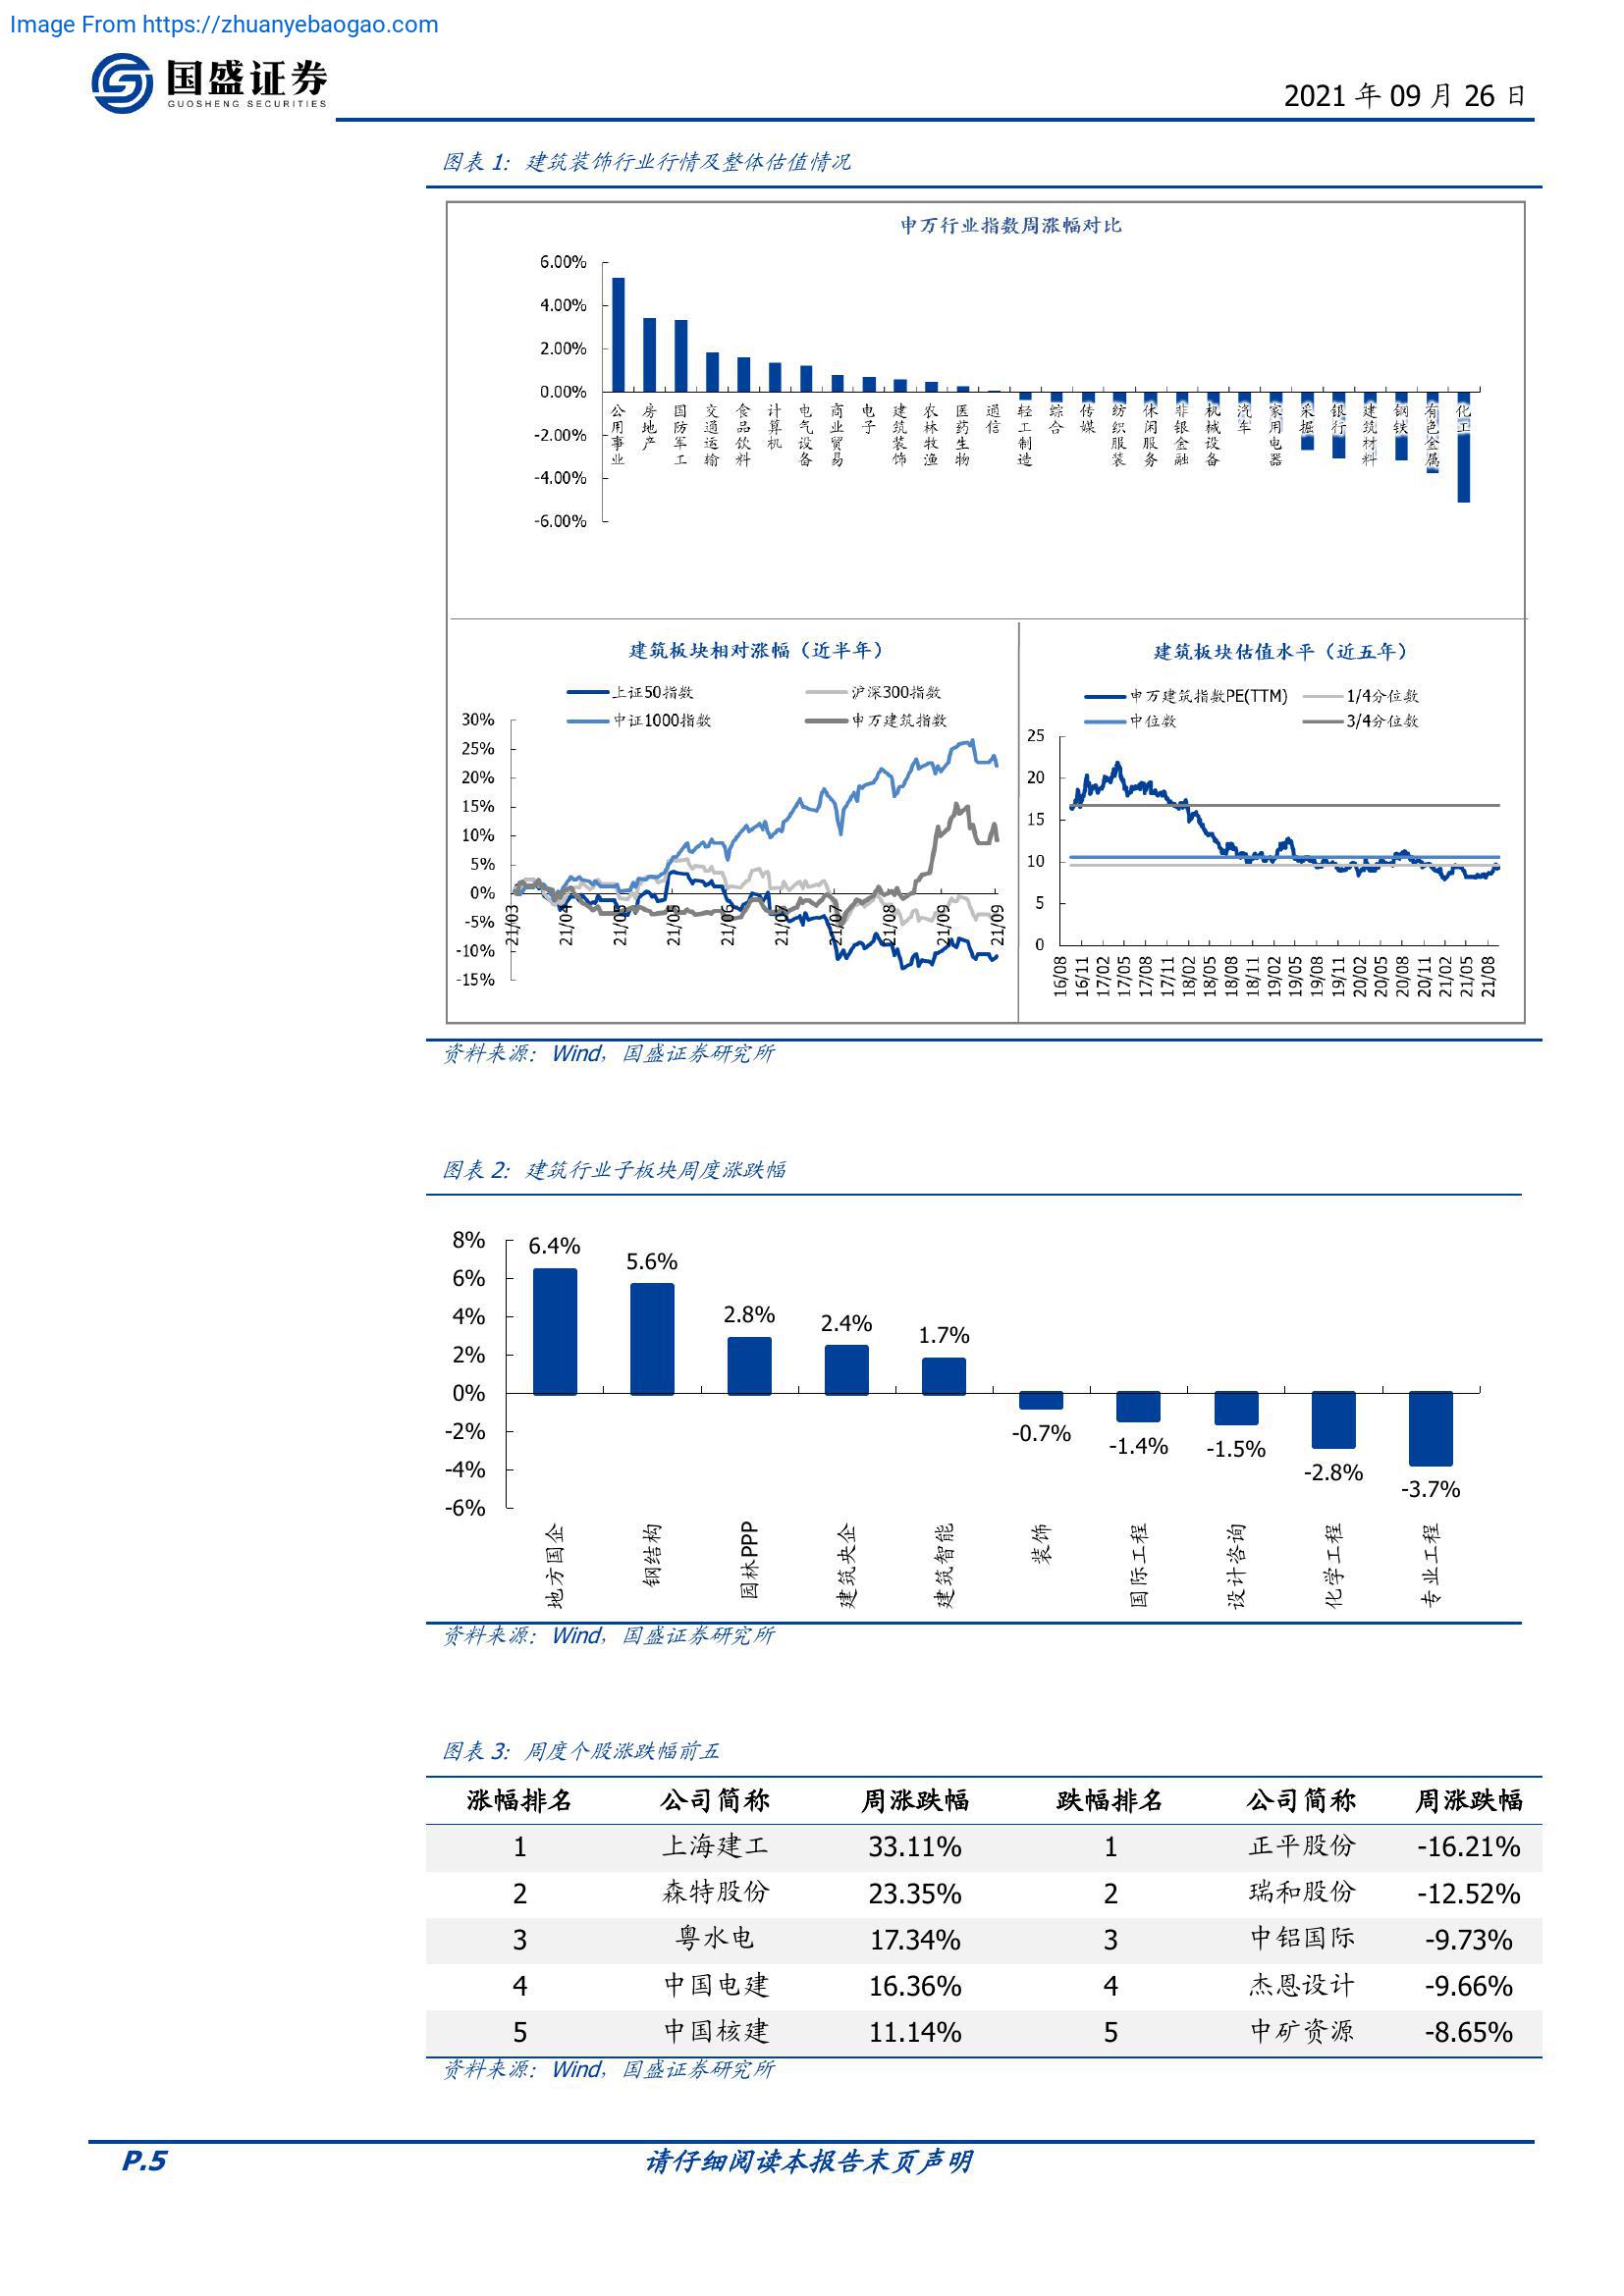 Image From https://zhuanyebaogao.com
国盛证券
GUOSHENG SECURITIES
2021 年 09 月 26 日
图表 1：建筑装饰行业行情及整体估值情况
申万行业指数周涨幅对比
6.00%
4.00%
2.00%
0.00%
-2.00%
-4.00%
-6.00%
公用事业
房地产
国防军工
交通运输
食品饮料
计算机
电气设备
商业贸易
电子
建筑装饰
农林牧渔
医药生物
通信
轻工制造
综合
传媒
纺织服装
休闲服务
非银金融
机械设备
汽车
家用电器
采掘
银行
建筑材料
钢铁
有色金属
化工
建筑板块相对涨幅（近半年）
上证50指数
沪深300指数
中证1000指数
申万建筑指数
30%
25%
20%
15%
10%
5%
0%
-5%
-10%
-15%
21/03
21/04
21/05
21/05
21/06
21/07
21/07
21/08
21/09
21/09
建筑板块估值水平（近五年）
申万建筑指数PE(TTM)
1/4分位数
中位数
3/4分位数
25
20
15
10
5
0
16/08
16/11
17/02
17/05
17/08
17/11
18/02
18/05
18/08
18/11
19/02
19/05
19/08
19/11
20/02
20/05
20/08
20/11
21/02
21/05
21/08
资料来源：Wind，国盛证券研究所
图表 2：建筑行业子板块周度涨跌幅
8%
6%
4%
2%
0%
-2%
-4%
-6%
6.4%
5.6%
2.8%
2.4%
1.7%
-0.7%
-1.4%
-1.5%
-2.8%
-3.7%
地方国企
钢结构
园林PPP
建筑央企
建筑智能
装饰
国际工程
设计咨询
化学工程
专业工程
资料来源：Wind，国盛证券研究所
图表 3：周度个股涨跌幅前五
涨幅排名 公司简称 周涨跌幅 跌幅排名 公司简称 周涨跌幅
1 上海建工 33.11% 1 正平股份 -16.21%
2 森特股份 23.35% 2 瑞和股份 -12.52%
3 粤水电 17.34% 3 中铝国际 -9.73%
4 中国电建 16.36% 4 杰恩设计 -9.66%
5 中国核建 11.14% 5 中矿资源 -8.65%
资料来源：Wind，国盛证券研究所
P.5
请仔细阅读本报告末页声明